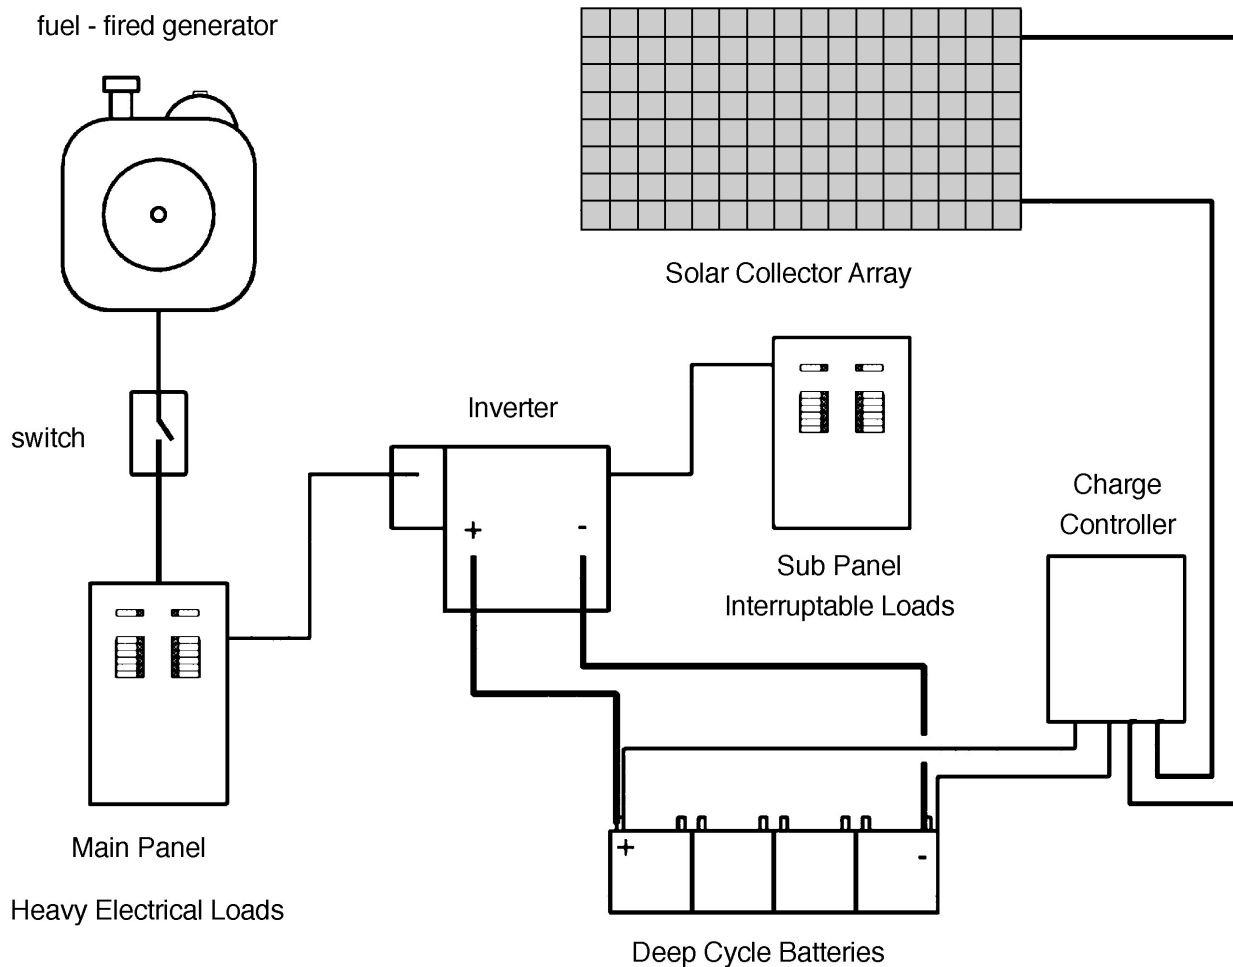 fuel - fired generator
Solar Collector Array
switch
Inverter
+ -
Charge
Controller
Sub Panel
Interruptable Loads
Main Panel
Heavy Electrical Loads
+ -
Deep Cycle Batteries